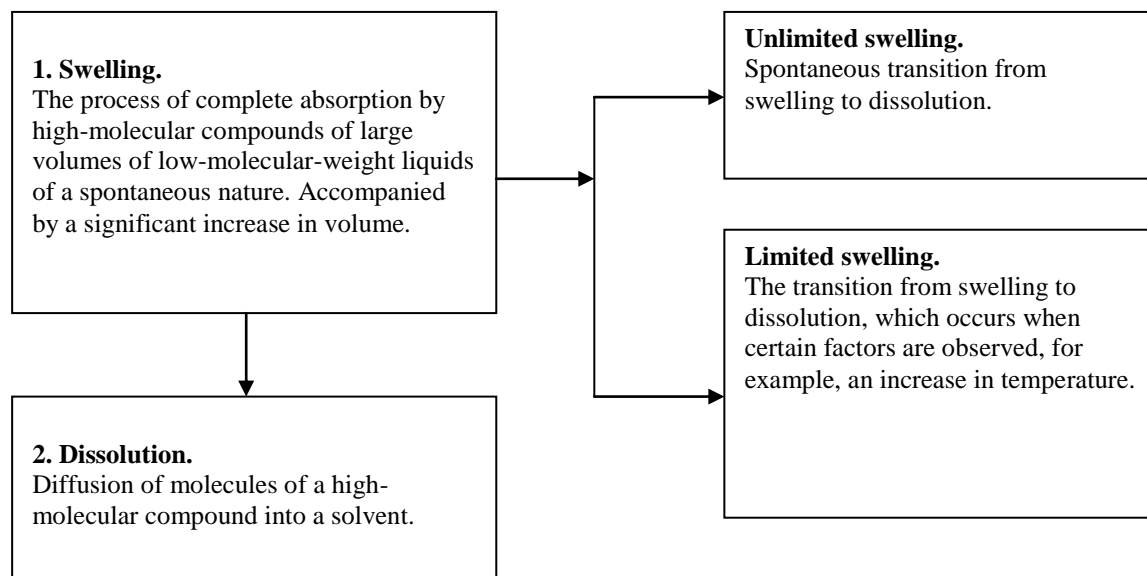 1. Swelling.
The process of complete absorption by
high-molecular compounds of large
volumes of low-molecular-weight liquids
of a spontaneous nature. Accompanied
by a significant increase in volume.
2. Dissolution.
Diffusion of molecules of a high-
molecular compound into a solvent.
Unlimited swelling.
Spontaneous transition from
swelling to dissolution.
Limited swelling.
The transition from swelling to
dissolution, which occurs when
certain factors are observed, for
example, an increase in temperature.